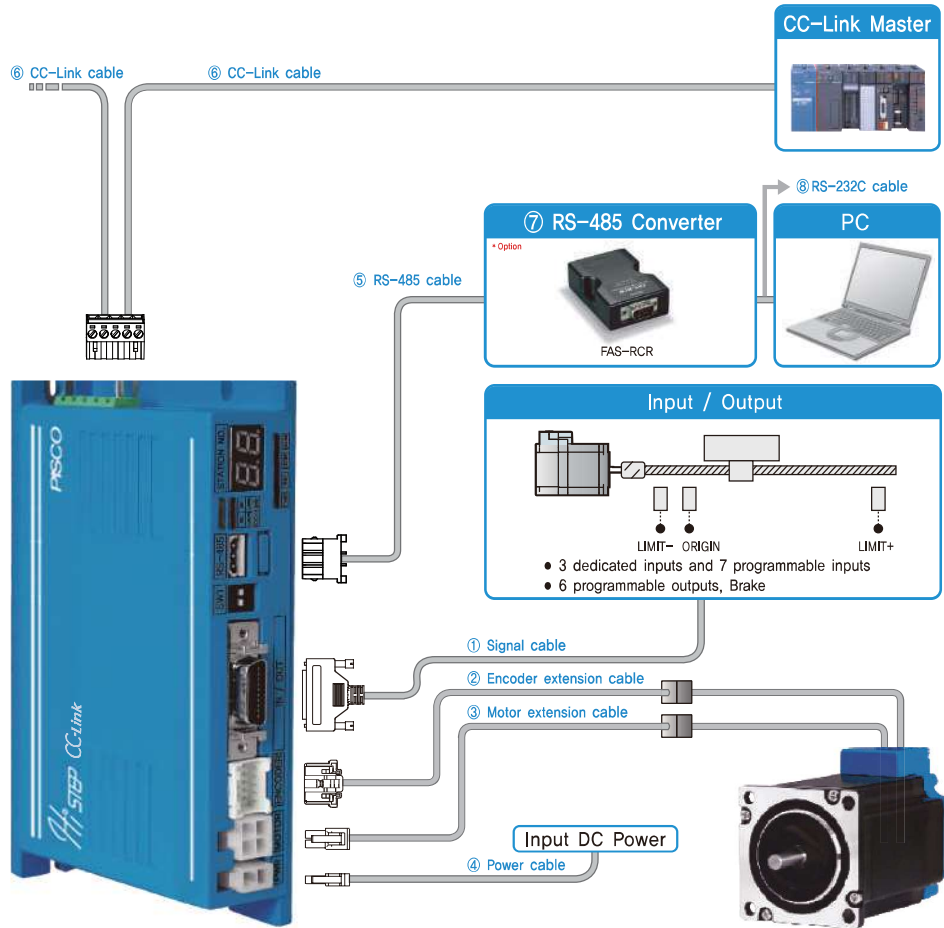 CC-Link Master
⑥ CC-Link cable
⑥ CC-Link cable
⑧ RS-232C cable
⑦ RS-485 Converter
* Option
FAS-RCR
PC
⑤ RS-485 cable
Input / Output
LIMIT- ORIGIN
LIMIT+
• 3 dedicated inputs and 7 programmable inputs
• 6 programmable outputs, Brake
PISCO
STATION NO.
RS-485
SW1
IN / OUT
ENCODER
MOTOR
PWR
STEP CC-Link
① Signal cable
② Encoder extension cable
③ Motor extension cable
Input DC Power
④ Power cable